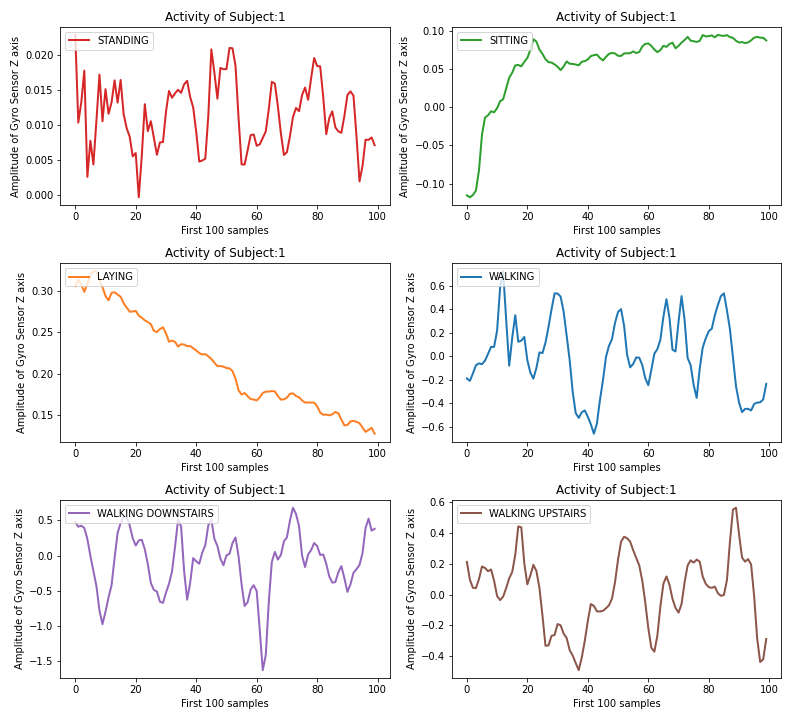 Activity of Subject:1
STANDING
Amplitude of Gyro Sensor Z axis
0.020
0.015
0.010
0.005
0.000
0 20 40 60 80 100
First 100 samples
Activity of Subject:1
SITTING
Amplitude of Gyro Sensor Z axis
0.10
0.05
0.00
−0.05
−0.10
0 20 40 60 80 100
First 100 samples
Activity of Subject:1
LAYING
Amplitude of Gyro Sensor Z axis
0.30
0.25
0.20
0.15
0 20 40 60 80 100
First 100 samples
Activity of Subject:1
WALKING
Amplitude of Gyro Sensor Z axis
0.6
0.4
0.2
0.0
−0.2
−0.4
−0.6
0 20 40 60 80 100
First 100 samples
Activity of Subject:1
WALKING DOWNSTAIRS
Amplitude of Gyro Sensor Z axis
0.5
0.0
−0.5
−1.0
−1.5
0 20 40 60 80 100
First 100 samples
Activity of Subject:1
WALKING UPSTAIRS
Amplitude of Gyro Sensor Z axis
0.6
0.4
0.2
0.0
−0.2
−0.4
0 20 40 60 80 100
First 100 samples